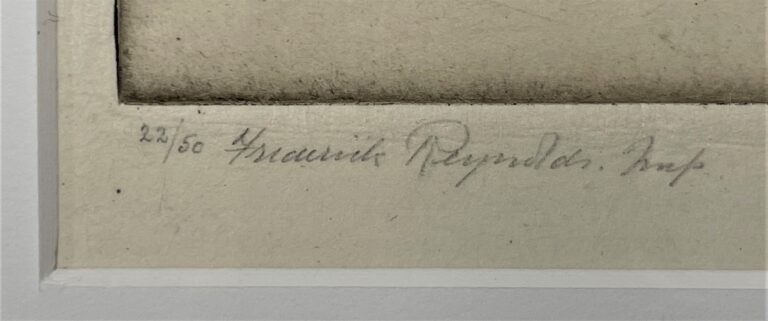 22/50 Frederick Reynolds. Imp